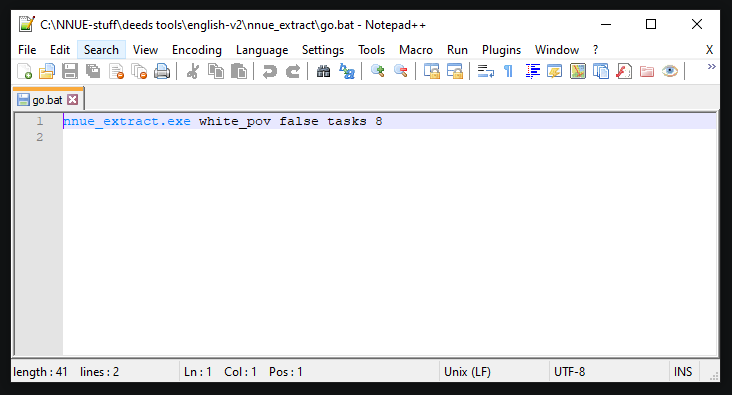 C:\NNUE-stuff\deeds tools\english-v2\nnue_extract\go.bat - Notepad++
File Edit Search View Encoding Language Settings Tools Macro Run Plugins Window ? X
go.bat
1 nnue_extract.exe white_pov false tasks 8
2
length : 41 lines : 2 Ln : 1 Col : 1 Pos : 1 Unix (LF) UTF-8 INS